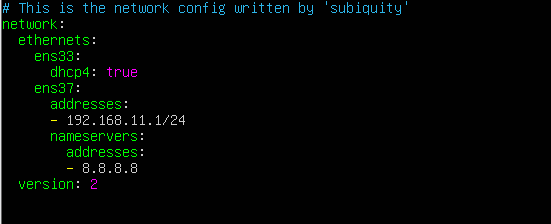 # This is the network config written by 'subiquity'
network:
  ethernets:
    ens33:
      dhcp4: true
    ens37:
      addresses:
      - 192.168.11.1/24
      nameservers:
        addresses:
        - 8.8.8.8
  version: 2